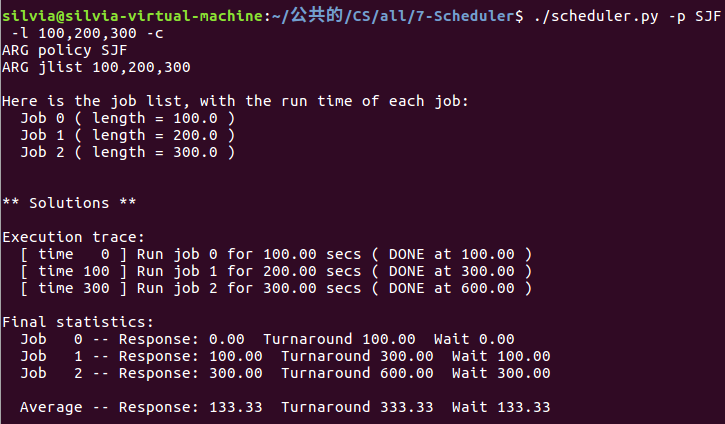 silvia@silvia-virtual-machine:~/公共的/CS/all/7-Scheduler$ ./scheduler.py -p SJF
-l 100,200,300 -c
ARG policy SJF
ARG jlist 100,200,300
Here is the job list, with the run time of each job:
Job 0 ( length = 100.0 )
Job 1 ( length = 200.0 )
Job 2 ( length = 300.0 )
** Solutions **
Execution trace:
[ time   0 ] Run job 0 for 100.00 secs ( DONE at 100.00 )
[ time 100 ] Run job 1 for 200.00 secs ( DONE at 300.00 )
[ time 300 ] Run job 2 for 300.00 secs ( DONE at 600.00 )
Final statistics:
Job   0 -- Response: 0.00  Turnaround 100.00  Wait 0.00
Job   1 -- Response: 100.00  Turnaround 300.00  Wait 100.00
Job   2 -- Response: 300.00  Turnaround 600.00  Wait 300.00
Average -- Response: 133.33  Turnaround 333.33  Wait 133.33